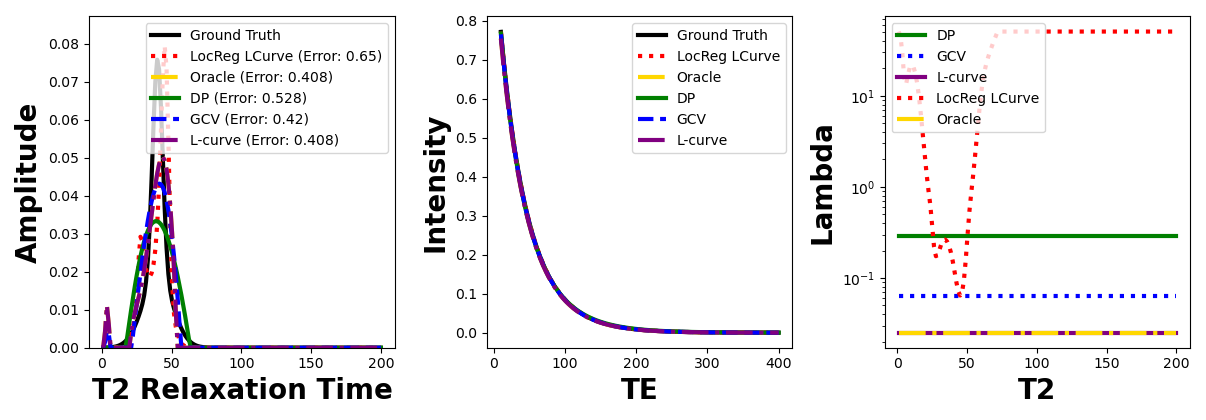 Amplitude
0.08
0.07
0.06
0.05
0.04
0.03
0.02
0.01
0.00
0 50 100 150 200
T2 Relaxation Time
Ground Truth
LocReg LCurve (Error: 0.65)
Oracle (Error: 0.408)
DP (Error: 0.528)
GCV (Error: 0.42)
L-curve (Error: 0.408)
Intensity
0.8
0.7
0.6
0.5
0.4
0.3
0.2
0.1
0.0
0 100 200 300 400
TE
Ground Truth
LocReg LCurve
Oracle
DP
GCV
L-curve
Lambda
10¹
10⁰
10⁻¹
0 50 100 150 200
T2
DP
GCV
L-curve
LocReg LCurve
Oracle